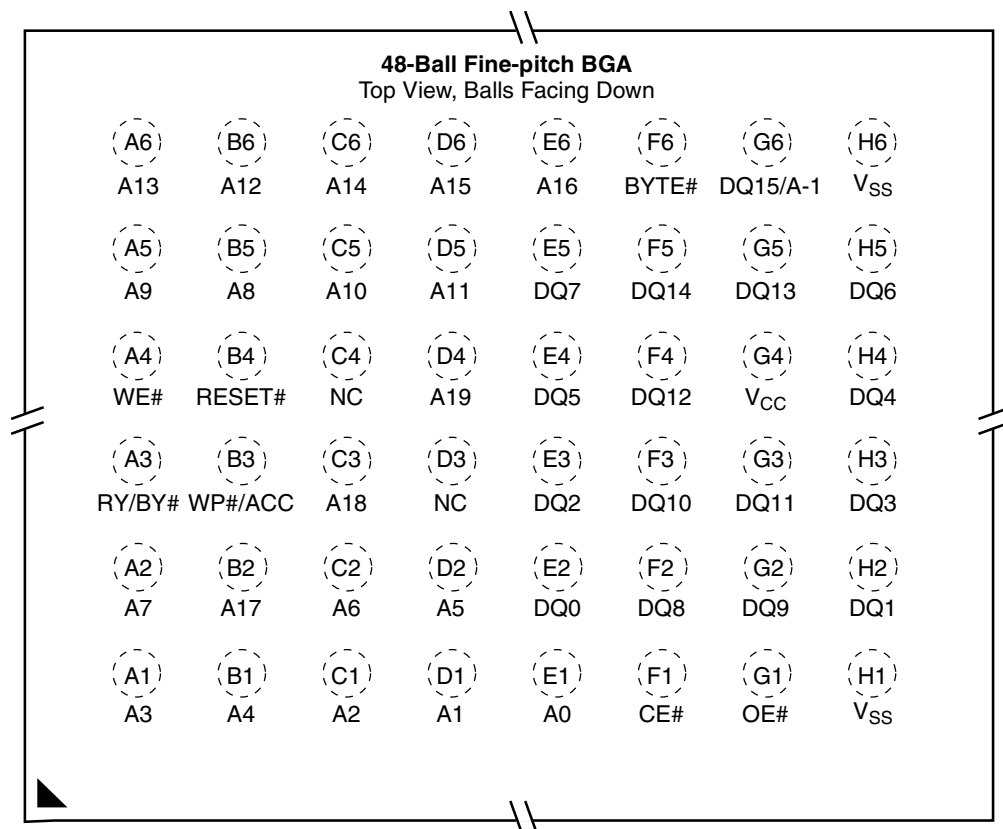 48-Ball Fine-pitch BGA
Top View, Balls Facing Down
A6 B6 C6 D6 E6 F6 G6 H6
A13 A12 A14 A15 A16 BYTE# DQ15/A-1 VSS
A5 B5 C5 D5 E5 F5 G5 H5
A9 A8 A10 A11 DQ7 DQ14 DQ13 DQ6
A4 B4 C4 D4 E4 F4 G4 H4
WE# RESET# NC A19 DQ5 DQ12 VCC DQ4
A3 B3 C3 D3 E3 F3 G3 H3
RY/BY# WP#/ACC A18 NC DQ2 DQ10 DQ11 DQ3
A2 B2 C2 D2 E2 F2 G2 H2
A7 A17 A6 A5 DQ0 DQ8 DQ9 DQ1
A1 B1 C1 D1 E1 F1 G1 H1
A3 A4 A2 A1 A0 CE# OE# VSS